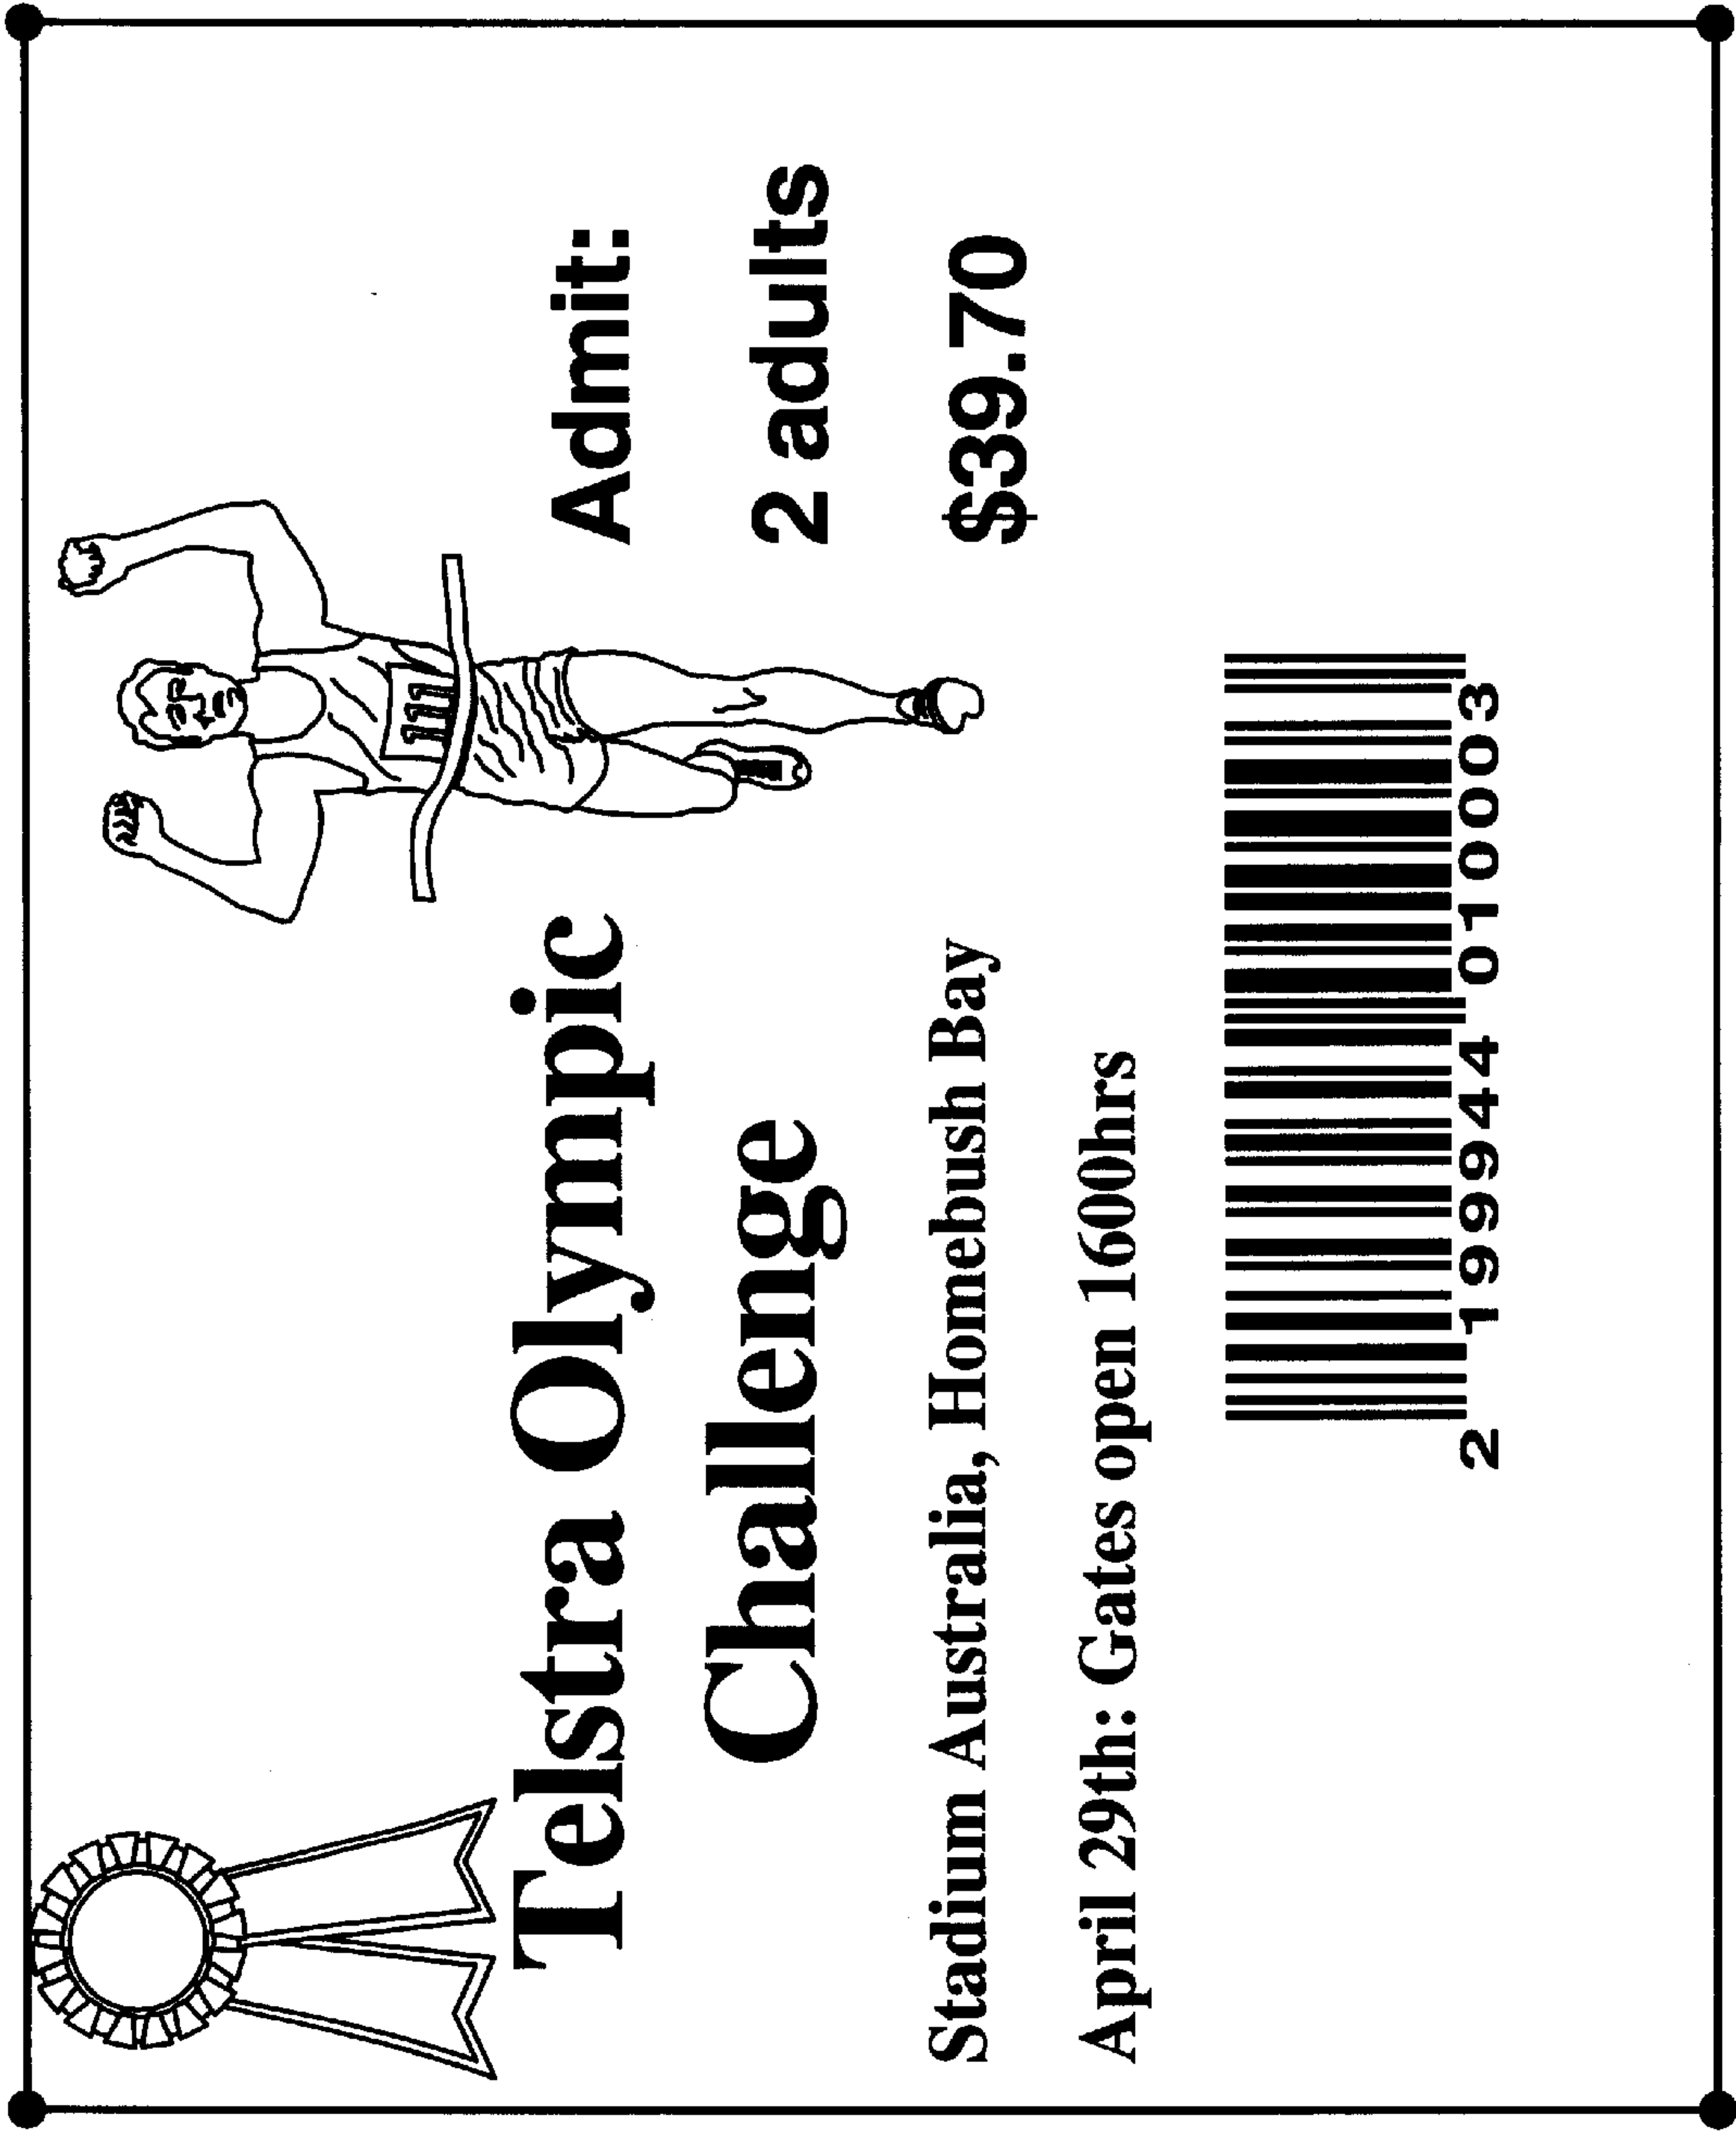 Telstra Olympic
Challenge
Stadium Australia, Homebush Bay
April 29th: Gates open 1600hrs
1111
Admit:
2 adults
$39.70
2 199944 010003